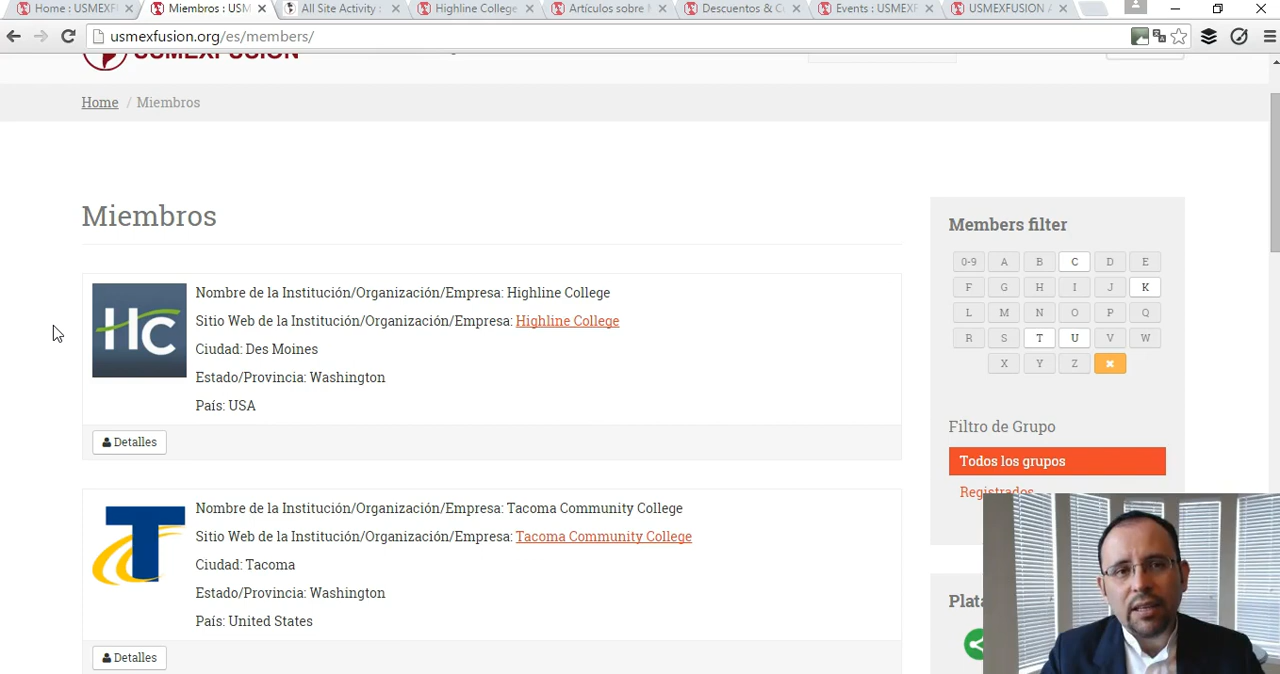 Home : USMEXFU
Miembros : USM
All Site Activity :
Highline College
Artículos sobre
Descuentos & C
Events : USMEXF
USMEXFUSION A
usmexfusion.org/es/members/
USMEXFUSION
Home / Miembros
Miembros
Nombre de la Institución/Organización/Empresa: Highline College
Sitio Web de la Institución/Organización/Empresa: Highline College
Ciudad: Des Moines
Estado/Provincia: Washington
País: USA
HC
Detalles
Nombre de la Institución/Organización/Empresa: Tacoma Community College
Sitio Web de la Institución/Organización/Empresa: Tacoma Community College
Ciudad: Tacoma
Estado/Provincia: Washington
País: United States
T
Detalles
Members filter
0-9 A B C D E
F G H I J K
L M N O P Q
R S T U V W
X Y Z
Filtro de Grupo
Todos los grupos
Registrados
Plata